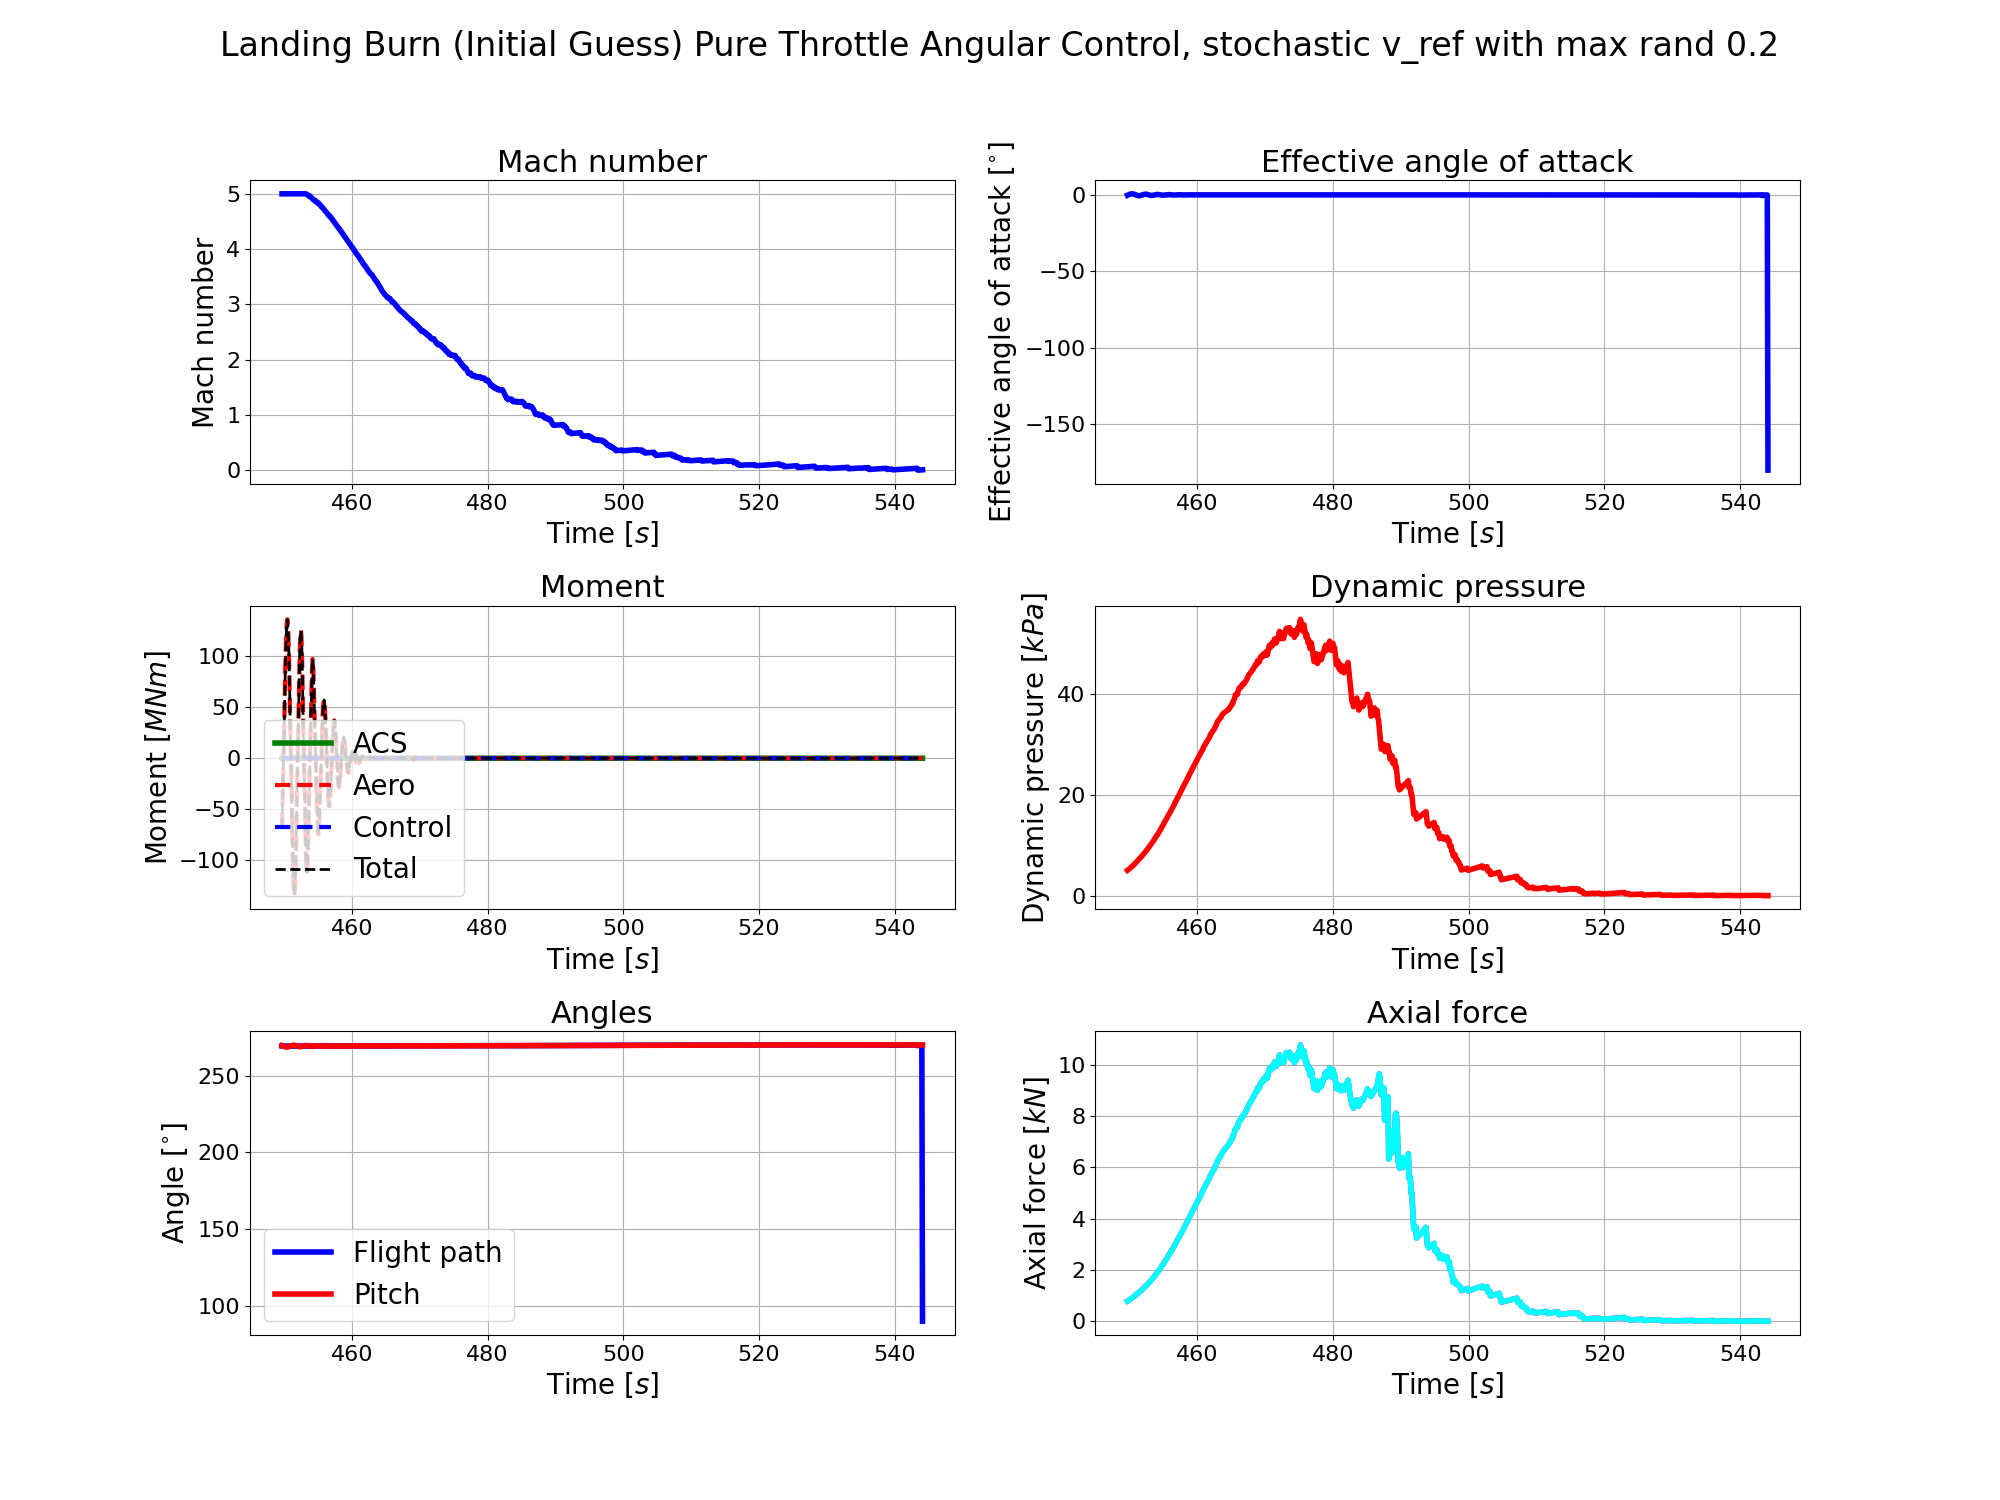 Landing Burn (Initial Guess) Pure Throttle Angular Control, stochastic v_ref with max rand 0.2
Mach number
Mach number
5
4
3
2
1
0
460 480 500 520 540
Time [s]
Effective angle of attack
Effective angle of attack [°]
0
−50
−100
−150
460 480 500 520 540
Time [s]
Moment
Moment [MNm]
100
50
0
−50
−100
ACS
Aero
Control
Total
460 480 500 520 540
Time [s]
Dynamic pressure
Dynamic pressure [kPa]
40
20
0
460 480 500 520 540
Time [s]
Angles
Angle [°]
250
200
150
100
Flight path
Pitch
460 480 500 520 540
Time [s]
Axial force
Axial force [kN]
10
8
6
4
2
0
460 480 500 520 540
Time [s]